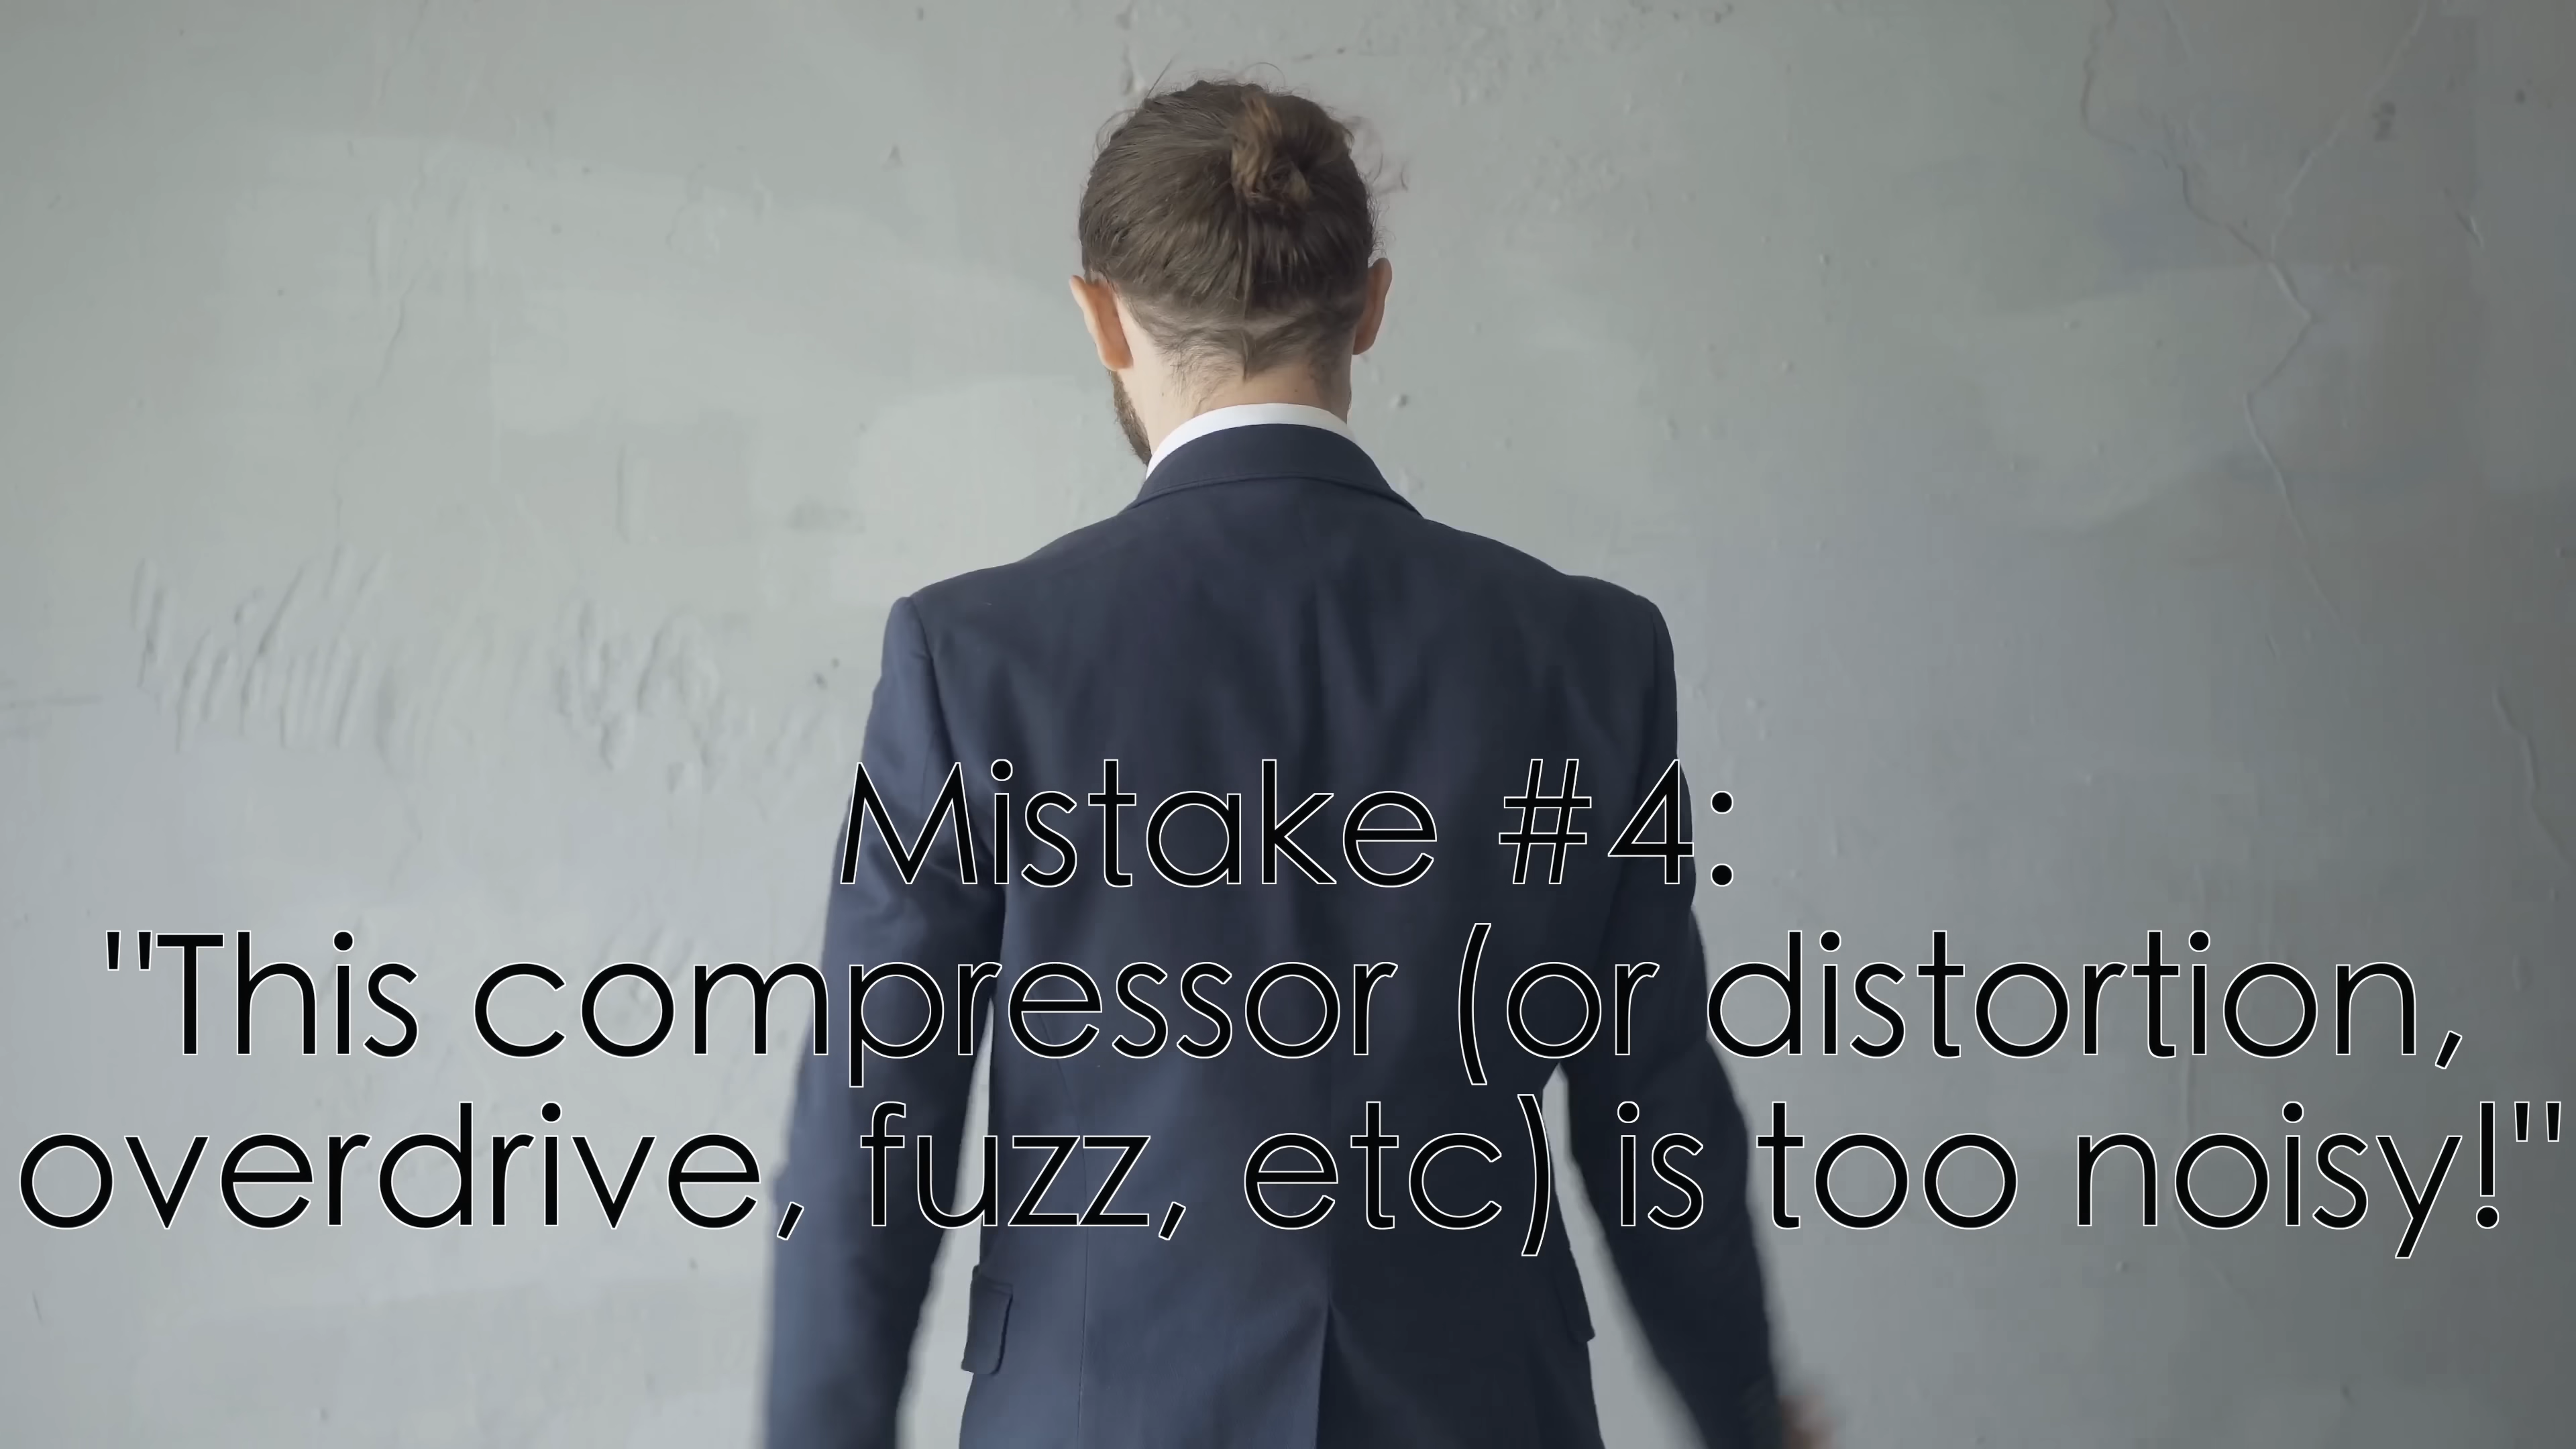 Mistake #4:
"This compressor (or distortion,
overdrive, fuzz, etc) is too noisy!"